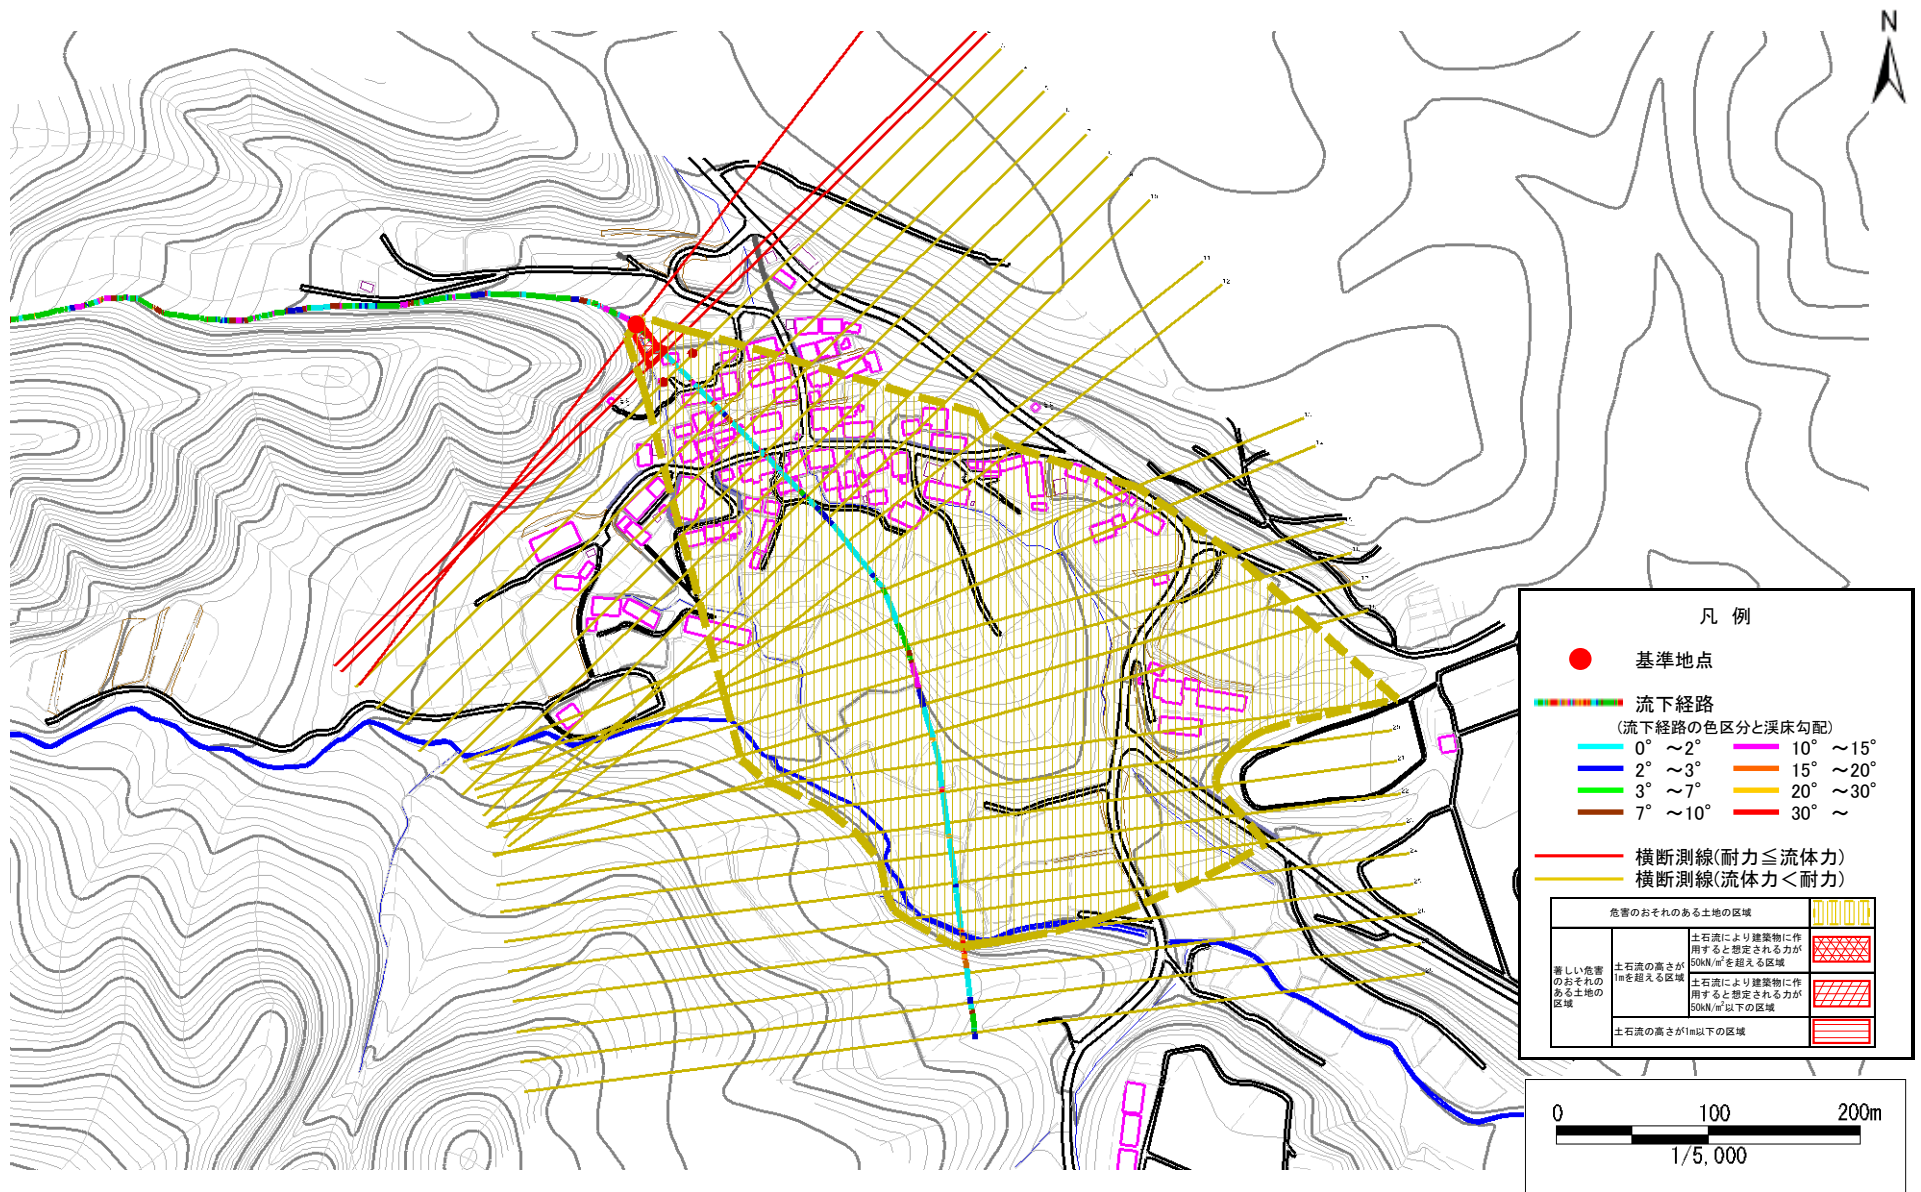 N
凡 例
基準地点
流下経路
(流下経路の色区分と渓床勾配)
0° ～2° 10° ～15°
2° ～3° 15° ～20°
3° ～7° 20° ～30°
7° ～10° 30° ～
横断測線(耐力≦流体力)
横断測線(流体力＜耐力)
危害のおそれのある土地の区域
著しい危害
のおそれの
ある土地の
区域
土石流の高さが
1mを超える区域
土石流により建築物に作
用すると想定される力が
50kN/m²を超える区域
土石流により建築物に作
用すると想定される力が
50kN/m²以下の区域
土石流の高さが1m以下の区域
0 100 200m
1/5,000
11
12
20
21
22